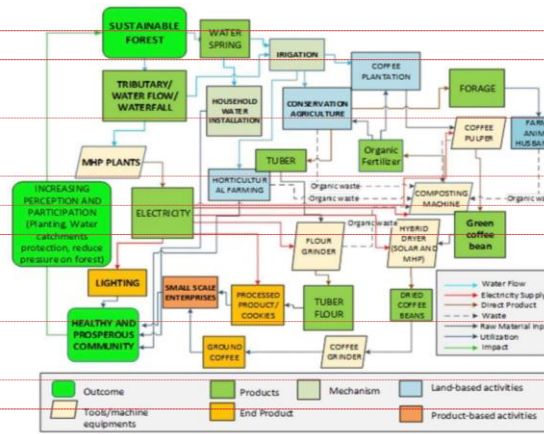 SUSTAINABLE
FOREST
WATER
SPRING
IRRIGATION
COFFEE
PLANTATION
TRIBUTARY/
WATER FLOW/
WATERFALL
HOUSEHOLD
WATER
INSTALLATION
CONSERVATION
AGRICULTURE
FORAGE
COFFEE
PULPER
FARM
ANIM
HUSBAN
MHP PLANTS
TUBER
Organic
Fertilizer
HORTICULTUR
AL FARMING
Organic waste
Organic waste
COMPOSTING
MACHINE
Organic wa
INCREASING
PERCEPTION AND
PARTICIPATION
(Planting, Water
catchments
protection, reduce
pressure on forest)
ELECTRICITY
Organic waste
FLOUR
GRINDER
HYBRID
DRYER
(SOLAR AND
MHP)
Green
coffee
bean
LIGHTING
SMALL SCALE
ENTERPRISES
PROCESSED
PRODUCT/
COOKIES
TUBER
FLOUR
DRIED
COFFEE
BEANS
HEALTHY AND
PROSPEROUS
COMMUNITY
GROUND
COFFEE
COFFEE
GRINDER
Water Flow
Electricity Supply
Direct Product
Waste
Raw Material Inp
Utilization
Impact
Outcome
Products
Mechanism
Land-based activities
Tools/machine
equipments
End Product
Product-based activities